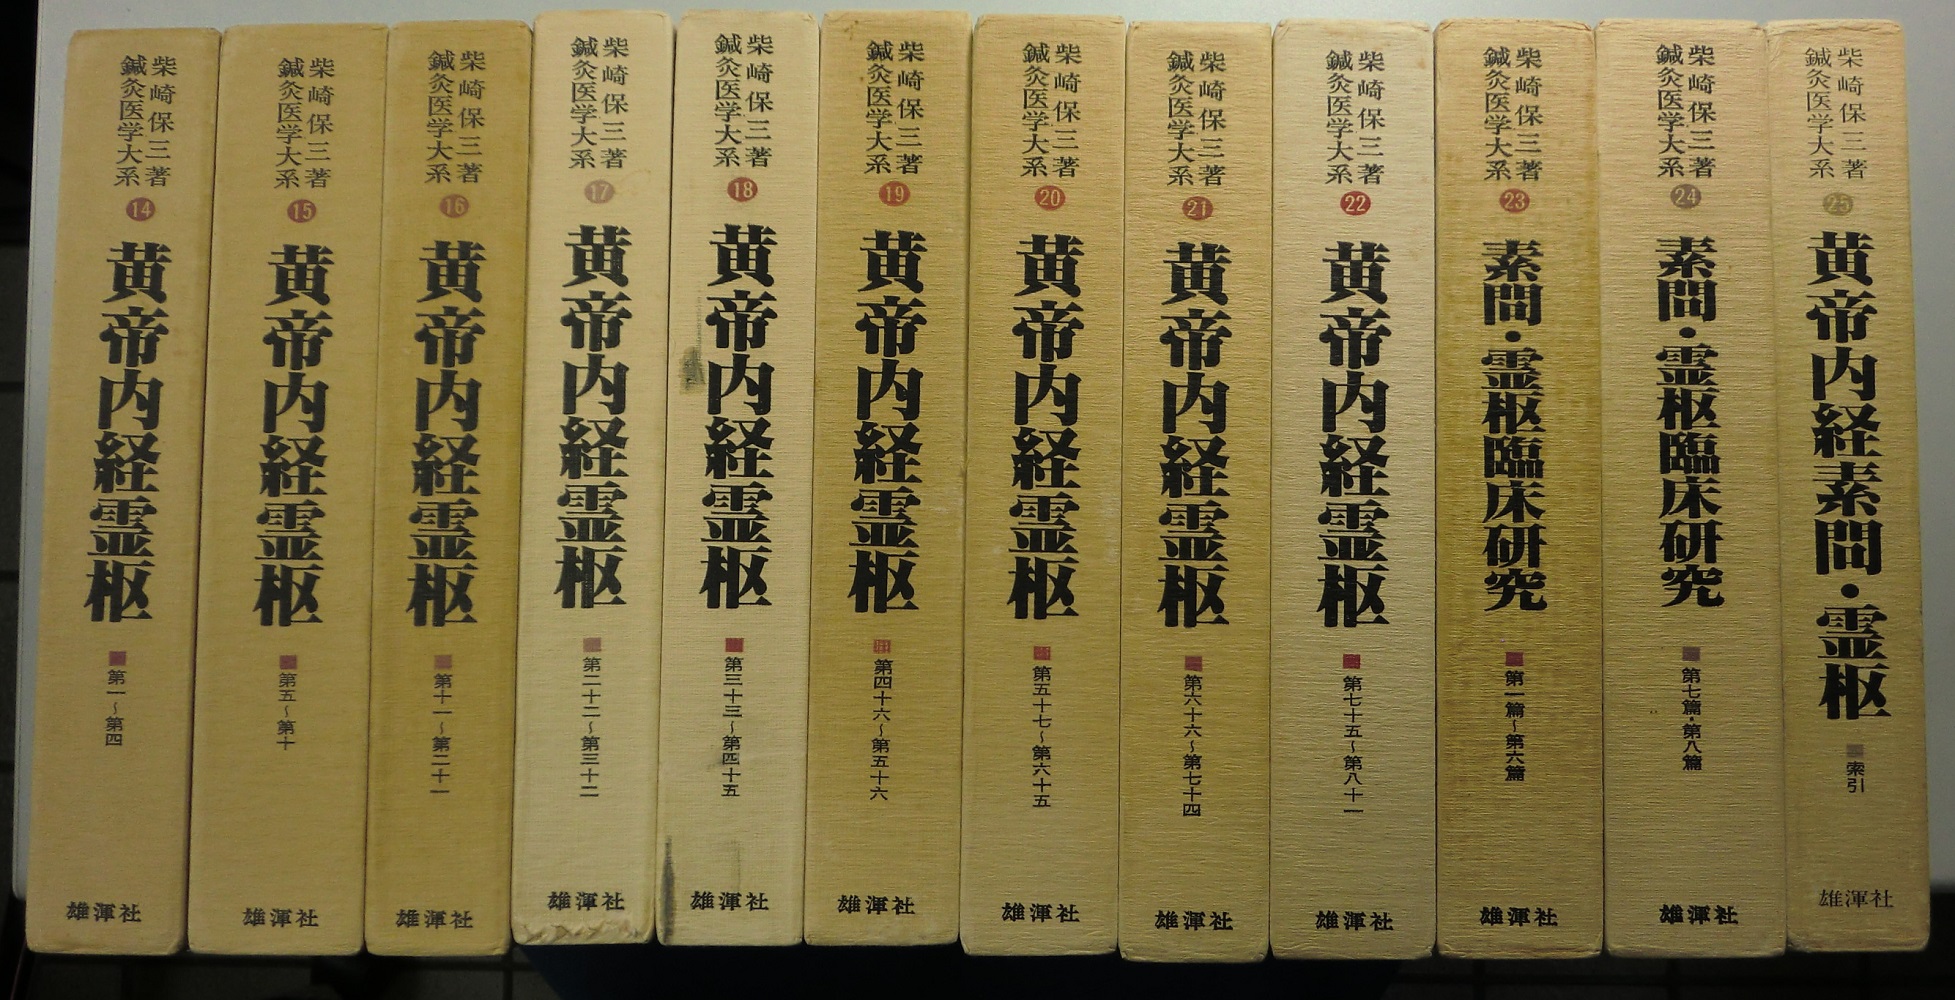 柴崎保三著
鍼灸医学大系
14
黄帝内経霊枢
第一～第四
雄渾社
柴崎保三著
鍼灸医学大系
15
黄帝内経霊枢
第五～第十
雄渾社
柴崎保三著
鍼灸医学大系
16
黄帝内経霊枢
第十一～第二十一
雄渾社
柴崎保三著
鍼灸医学大系
17
黄帝内経霊枢
第二十二～第三十二
雄渾社
柴崎保三著
鍼灸医学大系
18
黄帝内経霊枢
第三十三～第四十五
雄渾社
柴崎保三著
鍼灸医学大系
19
黄帝内経霊枢
第四十六～第五十六
雄渾社
柴崎保三著
鍼灸医学大系
20
黄帝内経霊枢
第五十七～第六十五
雄渾社
柴崎保三著
鍼灸医学大系
21
黄帝内経霊枢
第六十六～第七十四
雄渾社
柴崎保三著
鍼灸医学大系
22
黄帝内経霊枢
第七十五～第八十一
雄渾社
柴崎保三著
鍼灸医学大系
23
素問・霊枢臨床研究
第一篇～第六篇
雄渾社
柴崎保三著
鍼灸医学大系
24
素問・霊枢臨床研究
第七篇・第八篇
雄渾社
柴崎保三著
鍼灸医学大系
25
黄帝内経素問・霊枢
索引
雄渾社